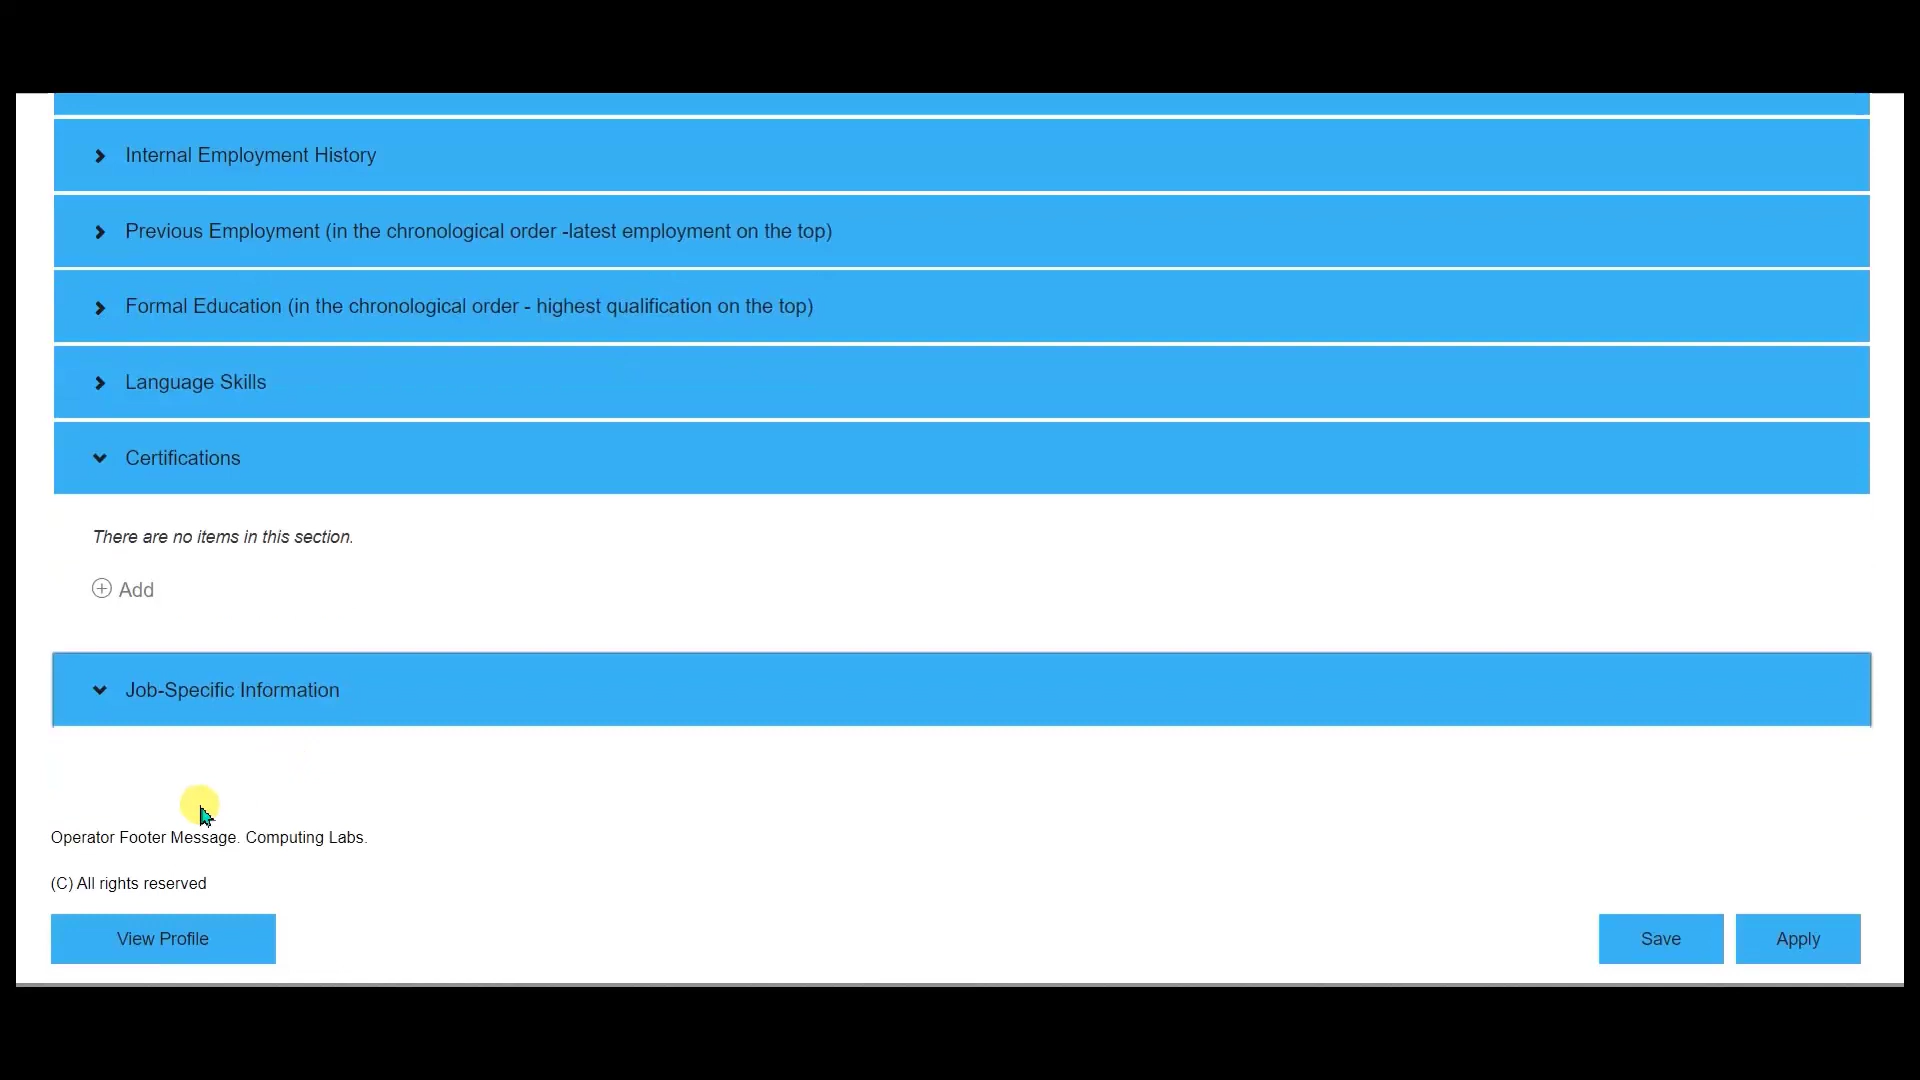 Internal Employment History
Previous Employment (in the chronological order -latest employment on the top)
Formal Education (in the chronological order - highest qualification on the top)
Language Skills
Certifications
There are no items in this section.
Add
Job-Specific Information
Operator Footer Message. Computing Labs.
(C) All rights reserved
View Profile
Save
Apply